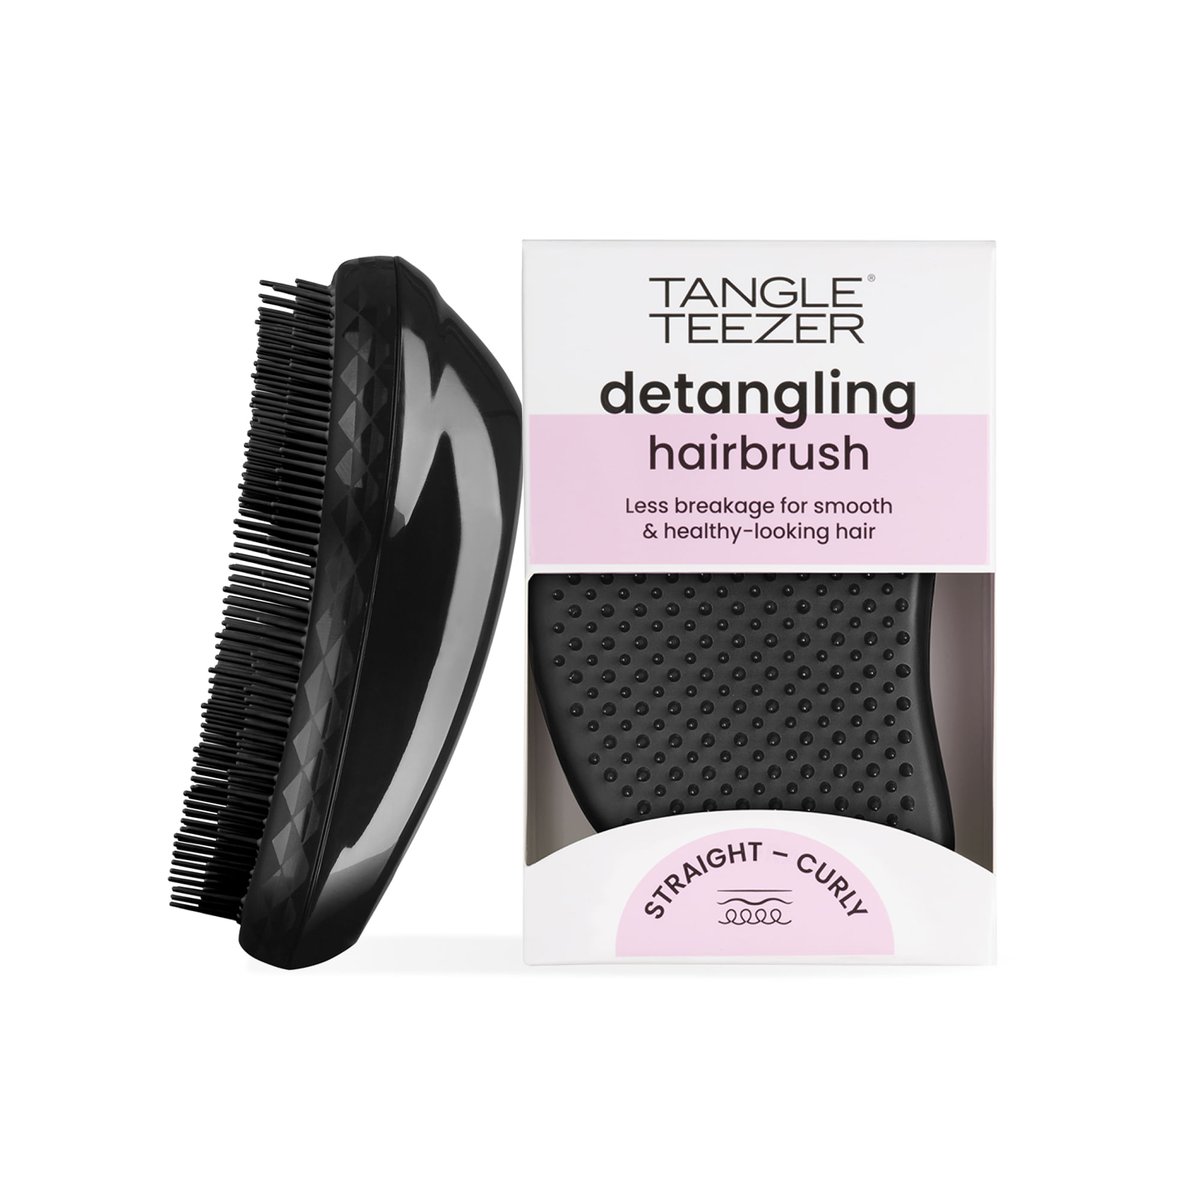 TANGLE®
TEEZER
detangling
hairbrush
Less breakage for smooth
& healthy-looking hair
STRAIGHT – CURLY